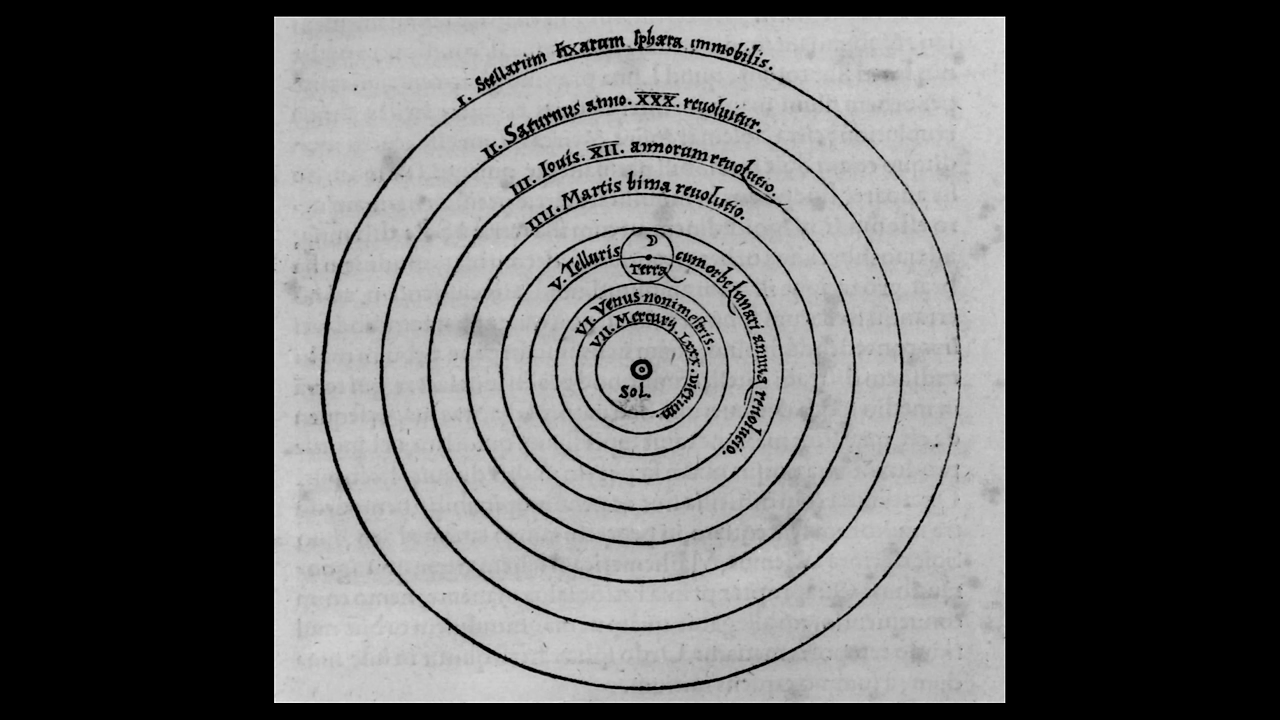 I. Stellarum fixarum sphæra immobilis.
II. Saturnus anno. XXX. reuoluitur.
III. Iouis. XII. annorum reuolutio.
IIII. Martis bima reuolutio.
V. Telluris cum orbe lunari annua reuolutio.
Terra
VI. Venus nonimestris.
VII. Mercurij. LXXX. dierum.
Sol.